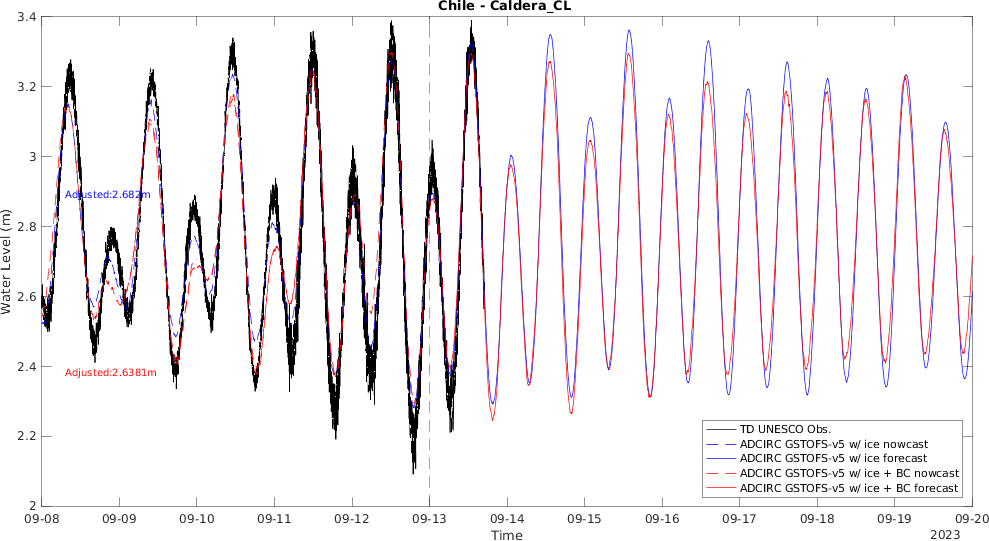 Chile - Caldera_CL
3.4
3.2
3
2.8
2.6
2.4
2.2
2
Water Level (m)
Adjusted:2.682m
Adjusted:2.6381m
TD UNESCO Obs.
ADCIRC GSTOFS-v5 w/ ice nowcast
ADCIRC GSTOFS-v5 w/ ice forecast
ADCIRC GSTOFS-v5 w/ ice + BC nowcast
ADCIRC GSTOFS-v5 w/ ice + BC forecast
09-08 09-09 09-10 09-11 09-12 09-13 09-14 09-15 09-16 09-17 09-18 09-19 09-20
Time
2023